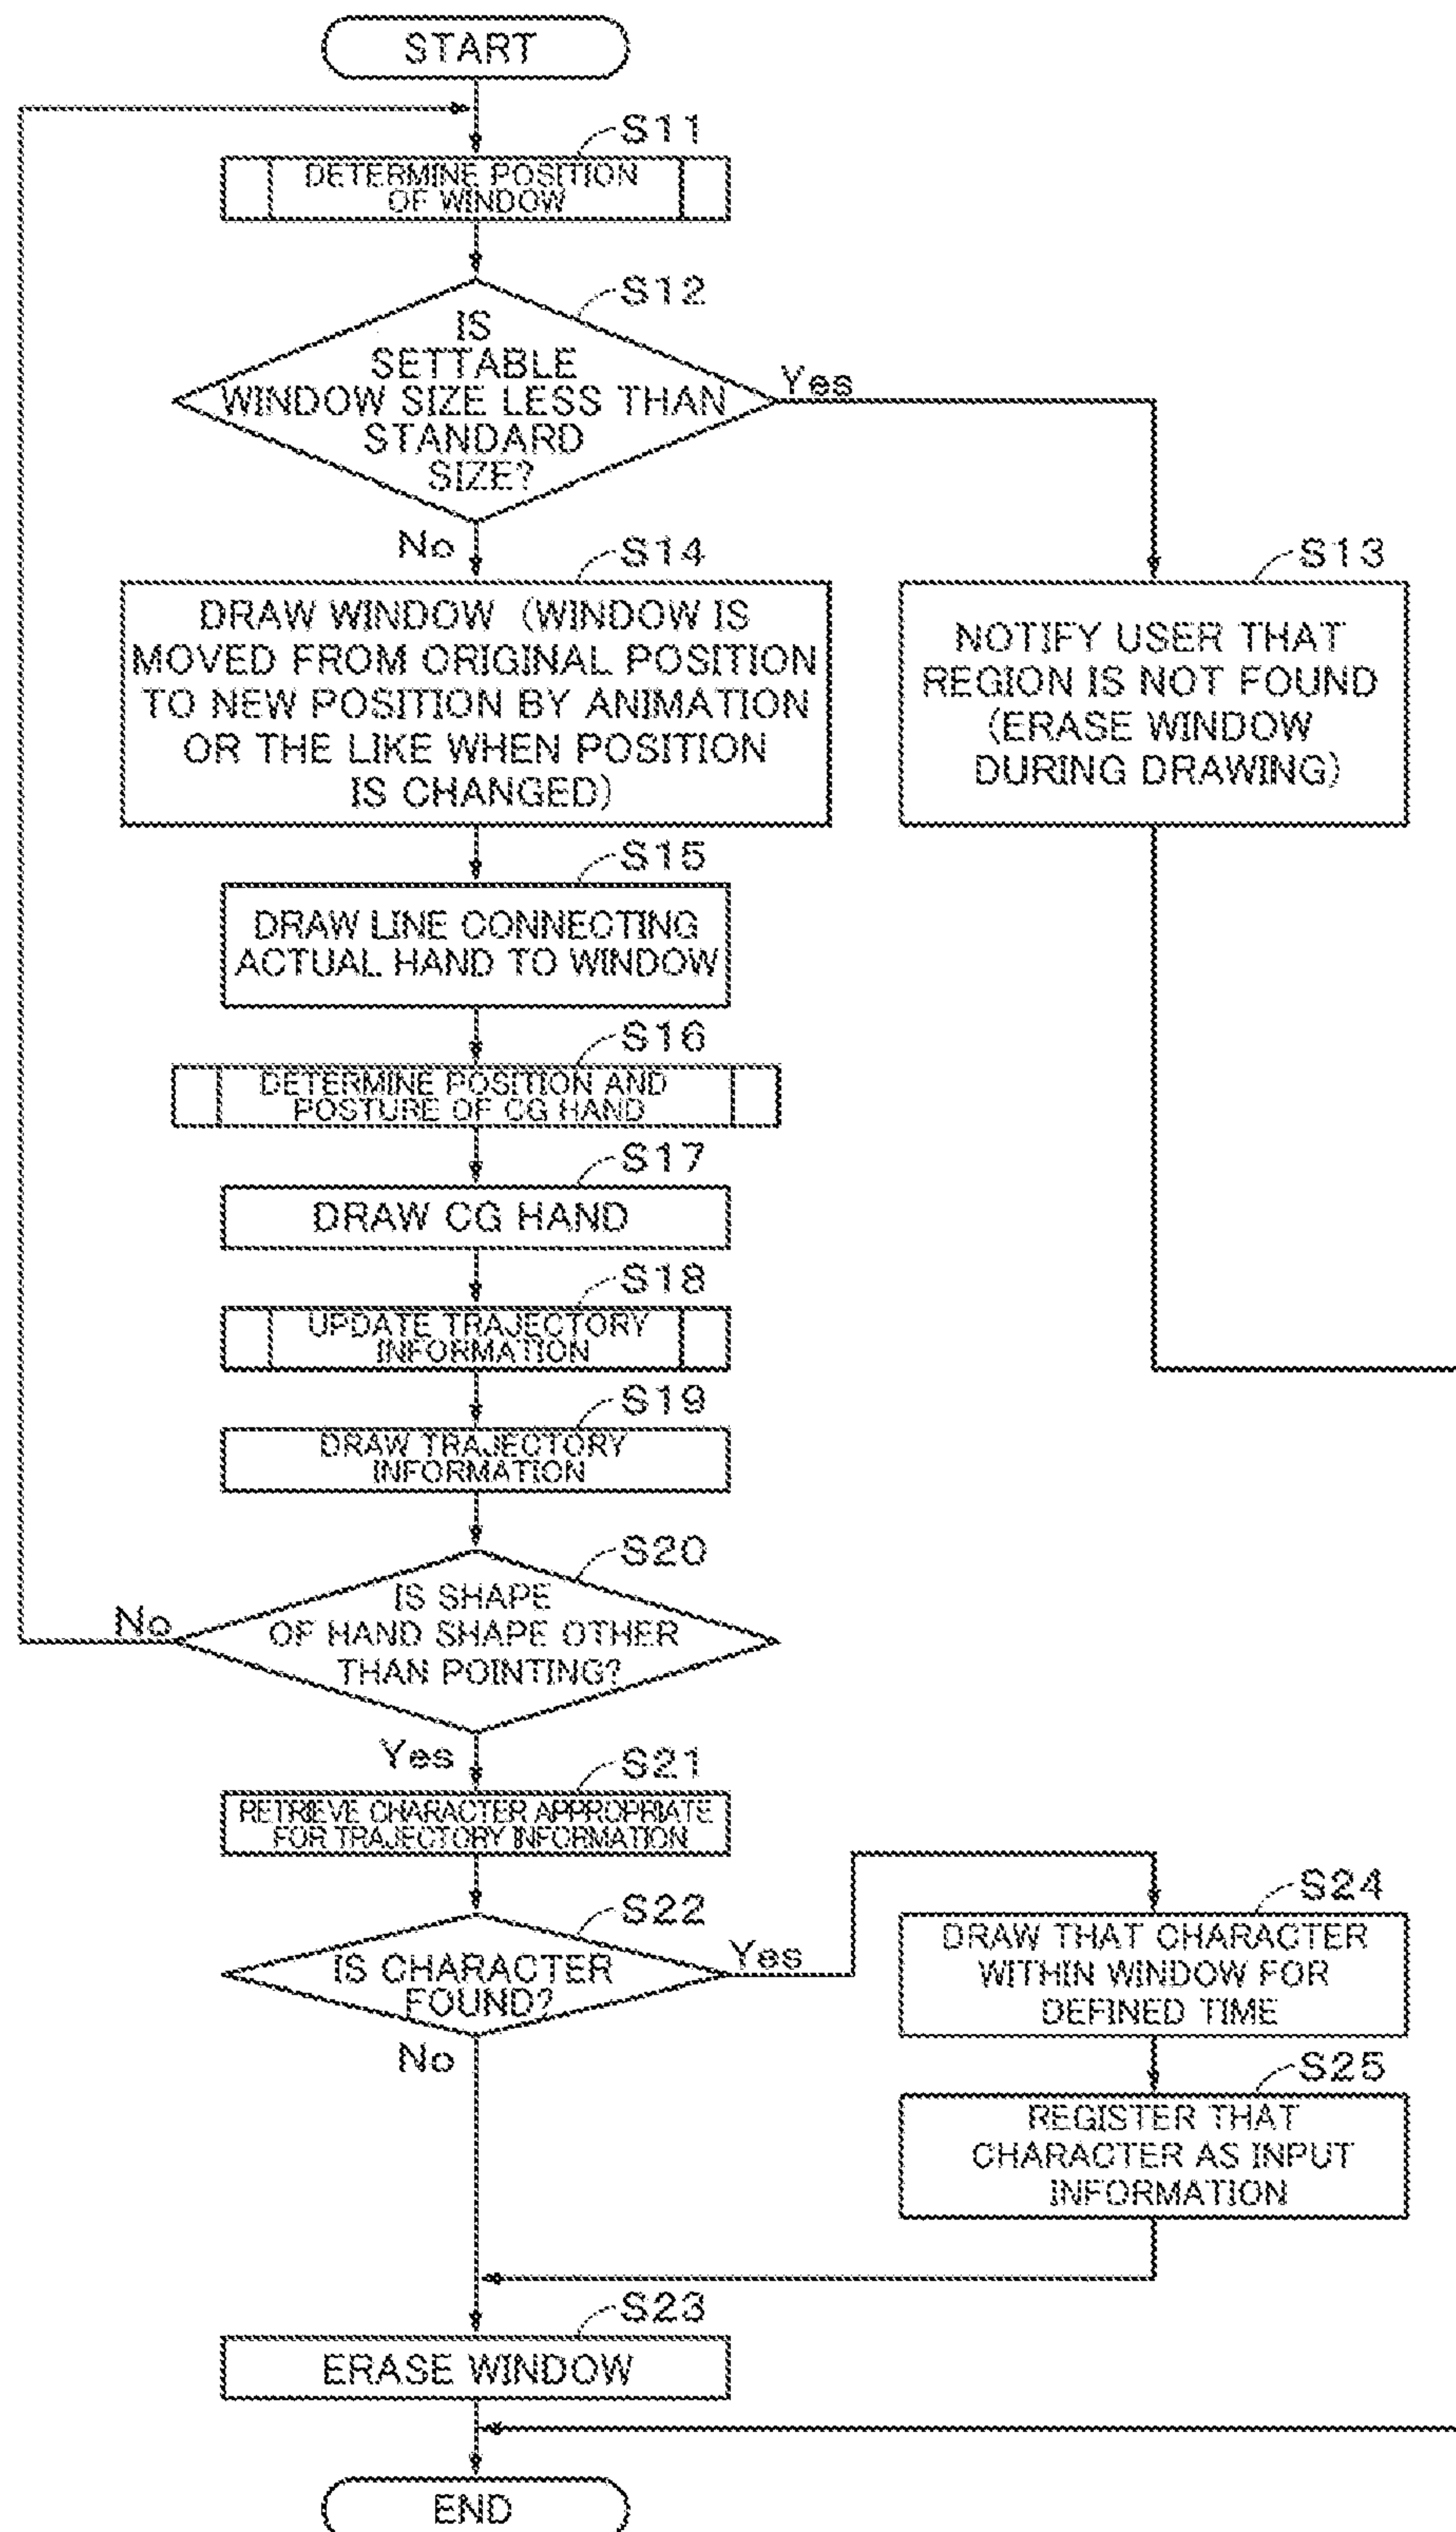 START
S11
DETERMINE POSITION
OF WINDOW
S12
IS
SETTABLE
WINDOW SIZE LESS THAN
STANDARD
SIZE?
Yes
No
S14
DRAW WINDOW (WINDOW IS
MOVED FROM ORIGINAL POSITION
TO NEW POSITION BY ANIMATION
OR THE LIKE WHEN POSITION
IS CHANGED)
S13
NOTIFY USER THAT
REGION IS NOT FOUND
(ERASE WINDOW
DURING DRAWING)
S15
DRAW LINE CONNECTING
ACTUAL HAND TO WINDOW
S16
DETERMINE POSITION AND
POSTURE OF CG HAND
S17
DRAW CG HAND
S18
UPDATE TRAJECTORY
INFORMATION
S19
DRAW TRAJECTORY
INFORMATION
S20
IS SHAPE
OF HAND SHAPE OTHER
THAN POINTING?
No
Yes
S21
RETRIEVE CHARACTER APPROPRIATE
FOR TRAJECTORY INFORMATION
S22
IS CHARACTER
FOUND?
Yes
No
S24
DRAW THAT CHARACTER
WITHIN WINDOW FOR
DEFINED TIME
S25
REGISTER THAT
CHARACTER AS INPUT
INFORMATION
S23
ERASE WINDOW
END